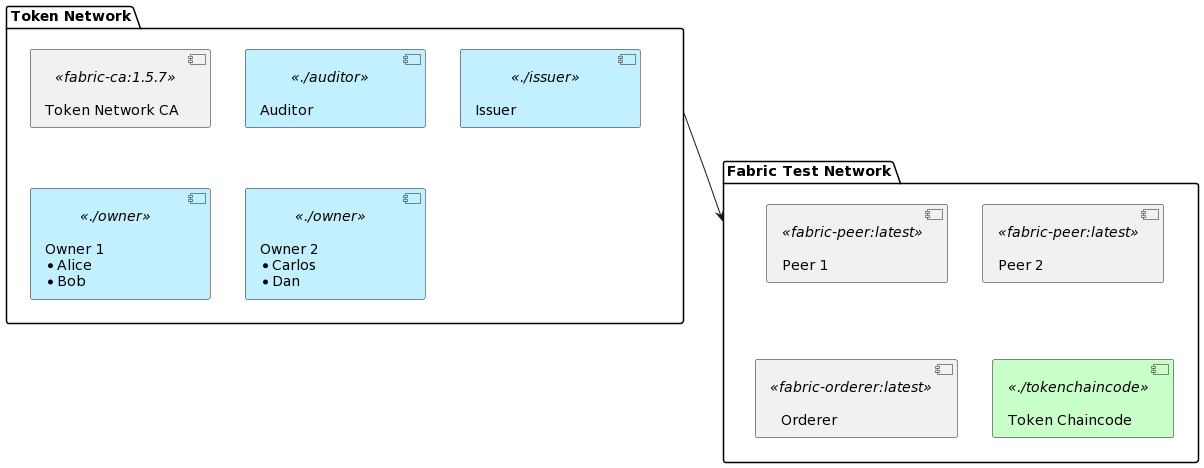 Token Network
«fabric-ca:1.5.7»
Token Network CA
«./auditor»
Auditor
«./issuer»
Issuer
«./owner»
Owner 1
• Alice
• Bob
«./owner»
Owner 2
• Carlos
• Dan
Fabric Test Network
«fabric-peer:latest»
Peer 1
«fabric-peer:latest»
Peer 2
«fabric-orderer:latest»
Orderer
«./tokenchaincode»
Token Chaincode